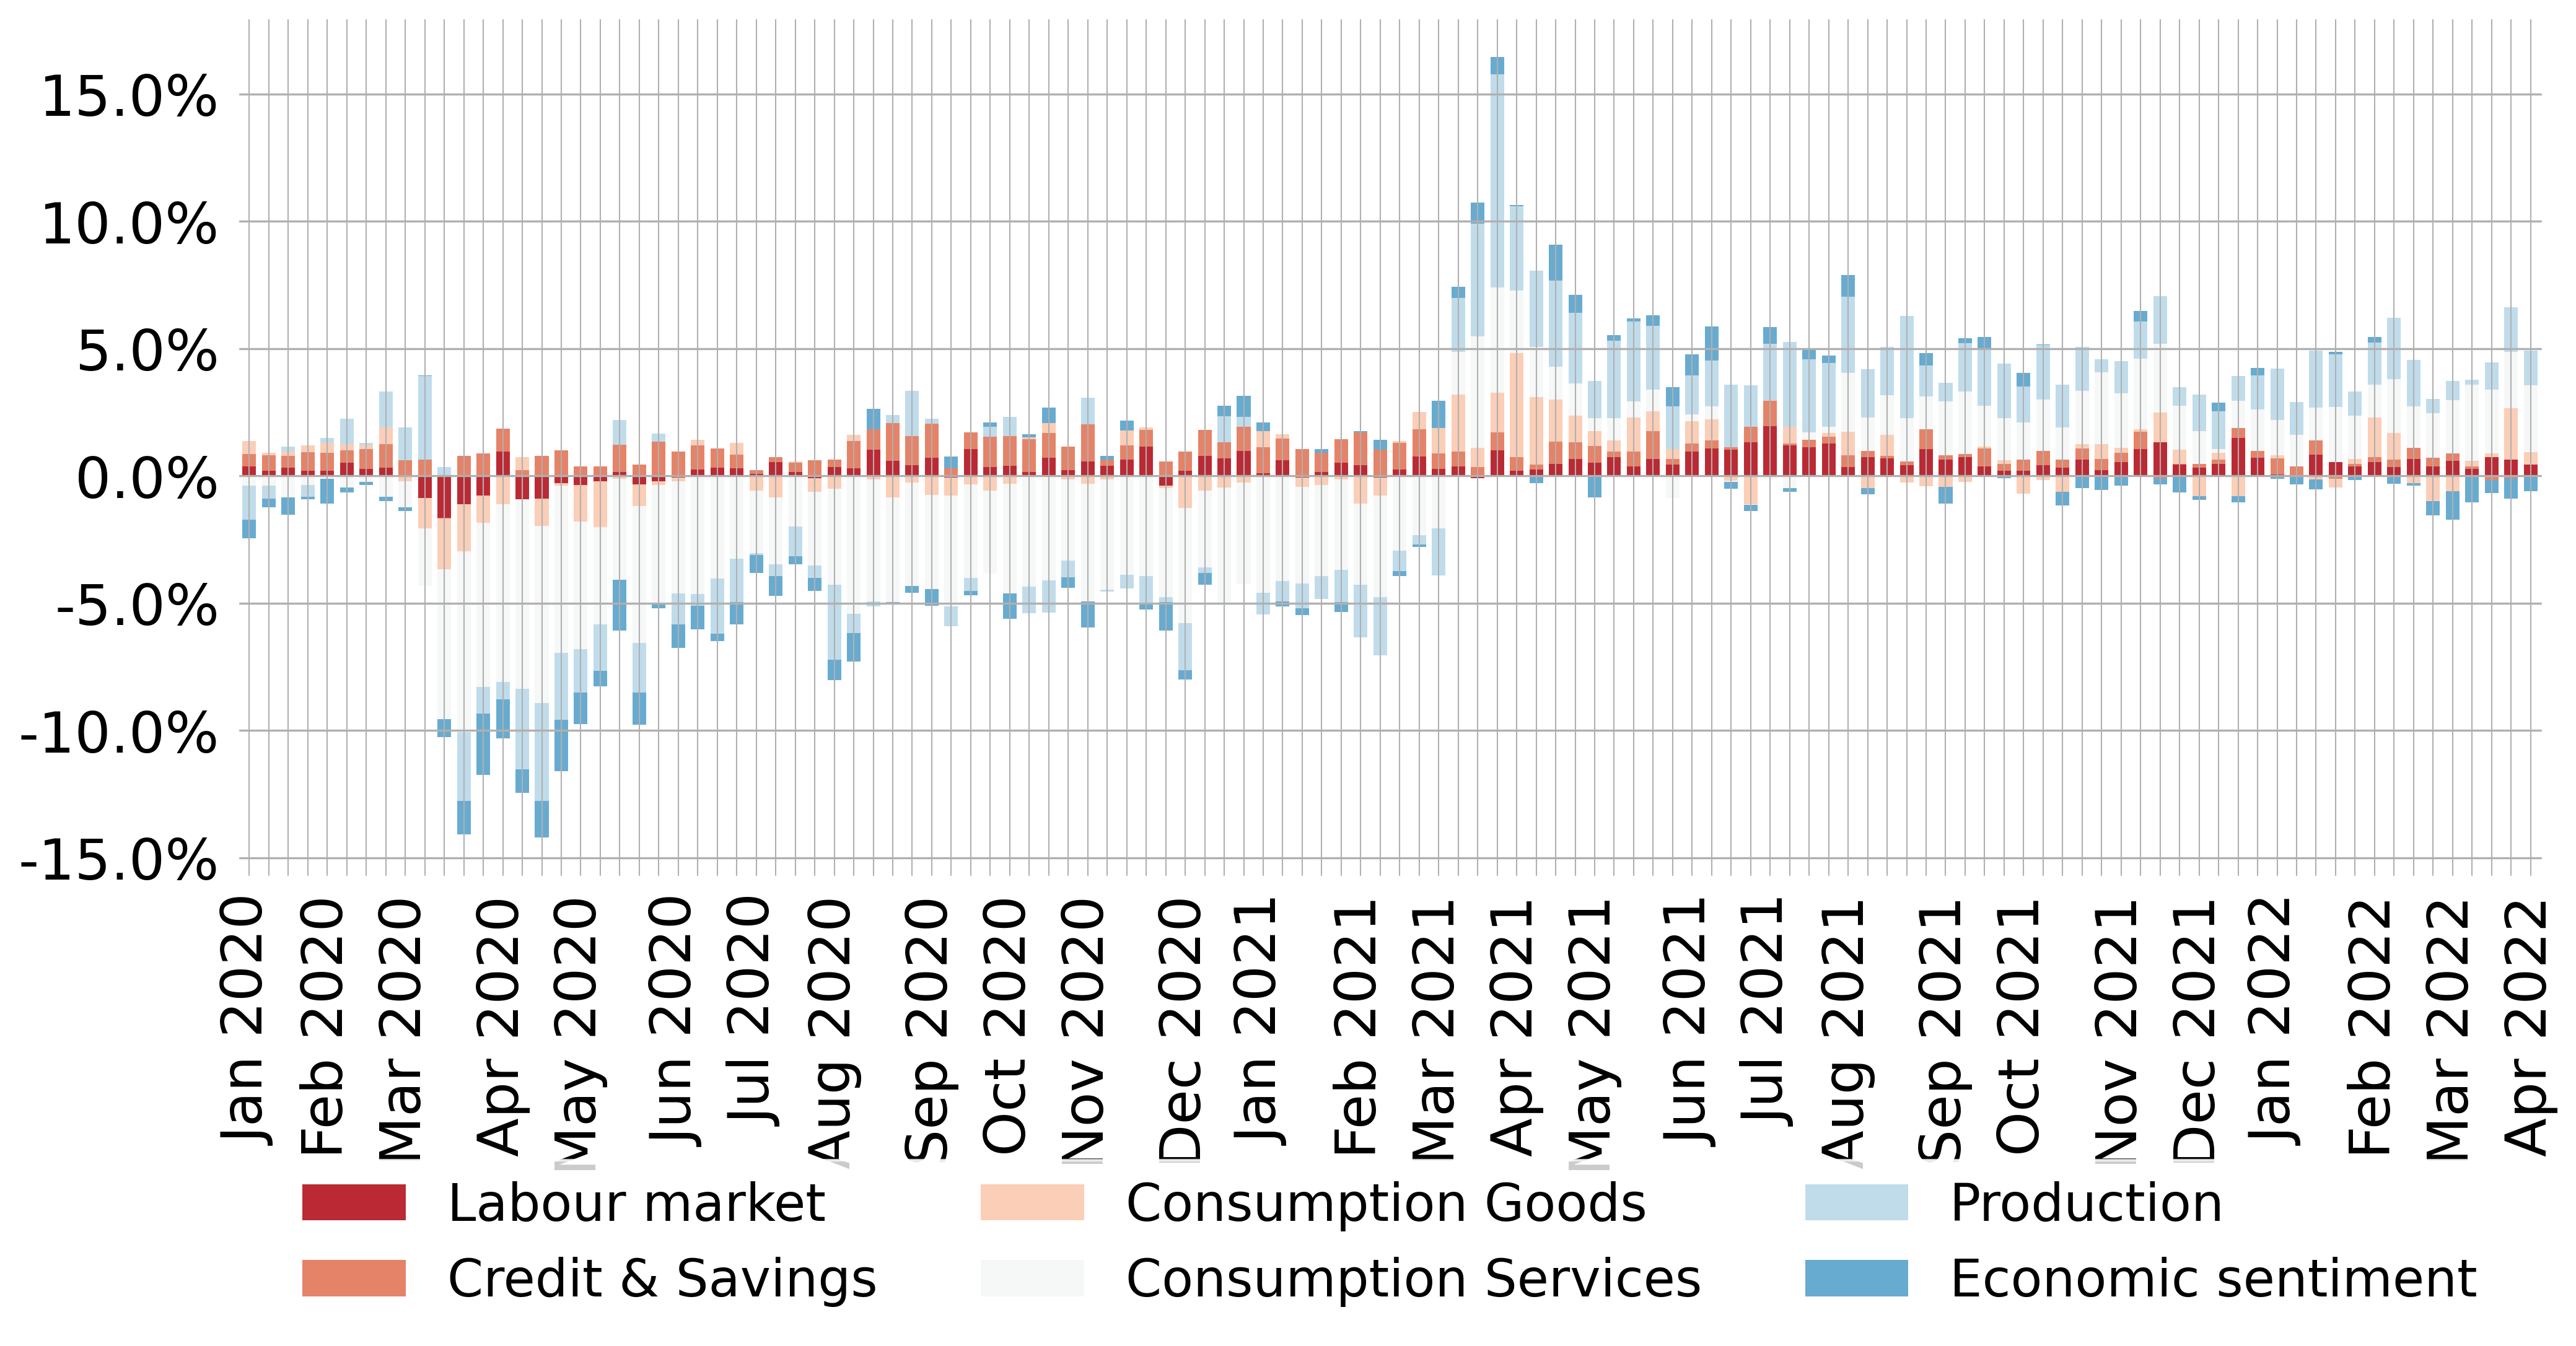 15.0%
10.0%
5.0%
0.0%
-5.0%
-10.0%
-15.0%
Jan 2020
Feb 2020
Mar 2020
Apr 2020
May 2020
Jun 2020
Jul 2020
Aug 2020
Sep 2020
Oct 2020
Nov 2020
Dec 2020
Jan 2021
Feb 2021
Mar 2021
Apr 2021
May 2021
Jun 2021
Jul 2021
Aug 2021
Sep 2021
Oct 2021
Nov 2021
Dec 2021
Jan 2022
Feb 2022
Mar 2022
Apr 2022
Labour market
Credit & Savings
Consumption Goods
Consumption Services
Production
Economic sentiment